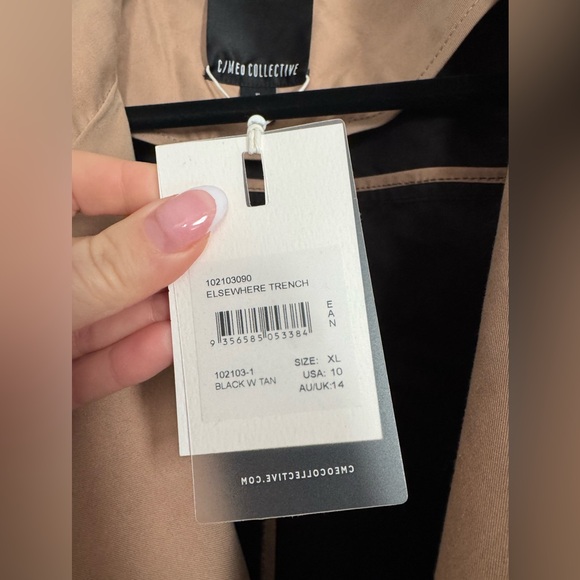 C/MEO COLLECTIVE
102103090
ELSEWHERE TRENCH
EAN
9 356585 053384
SIZE: XL
102103-1
USA: 10
BLACK W TAN
AU/UK:14
CMEOCOLLECTIVE.COM